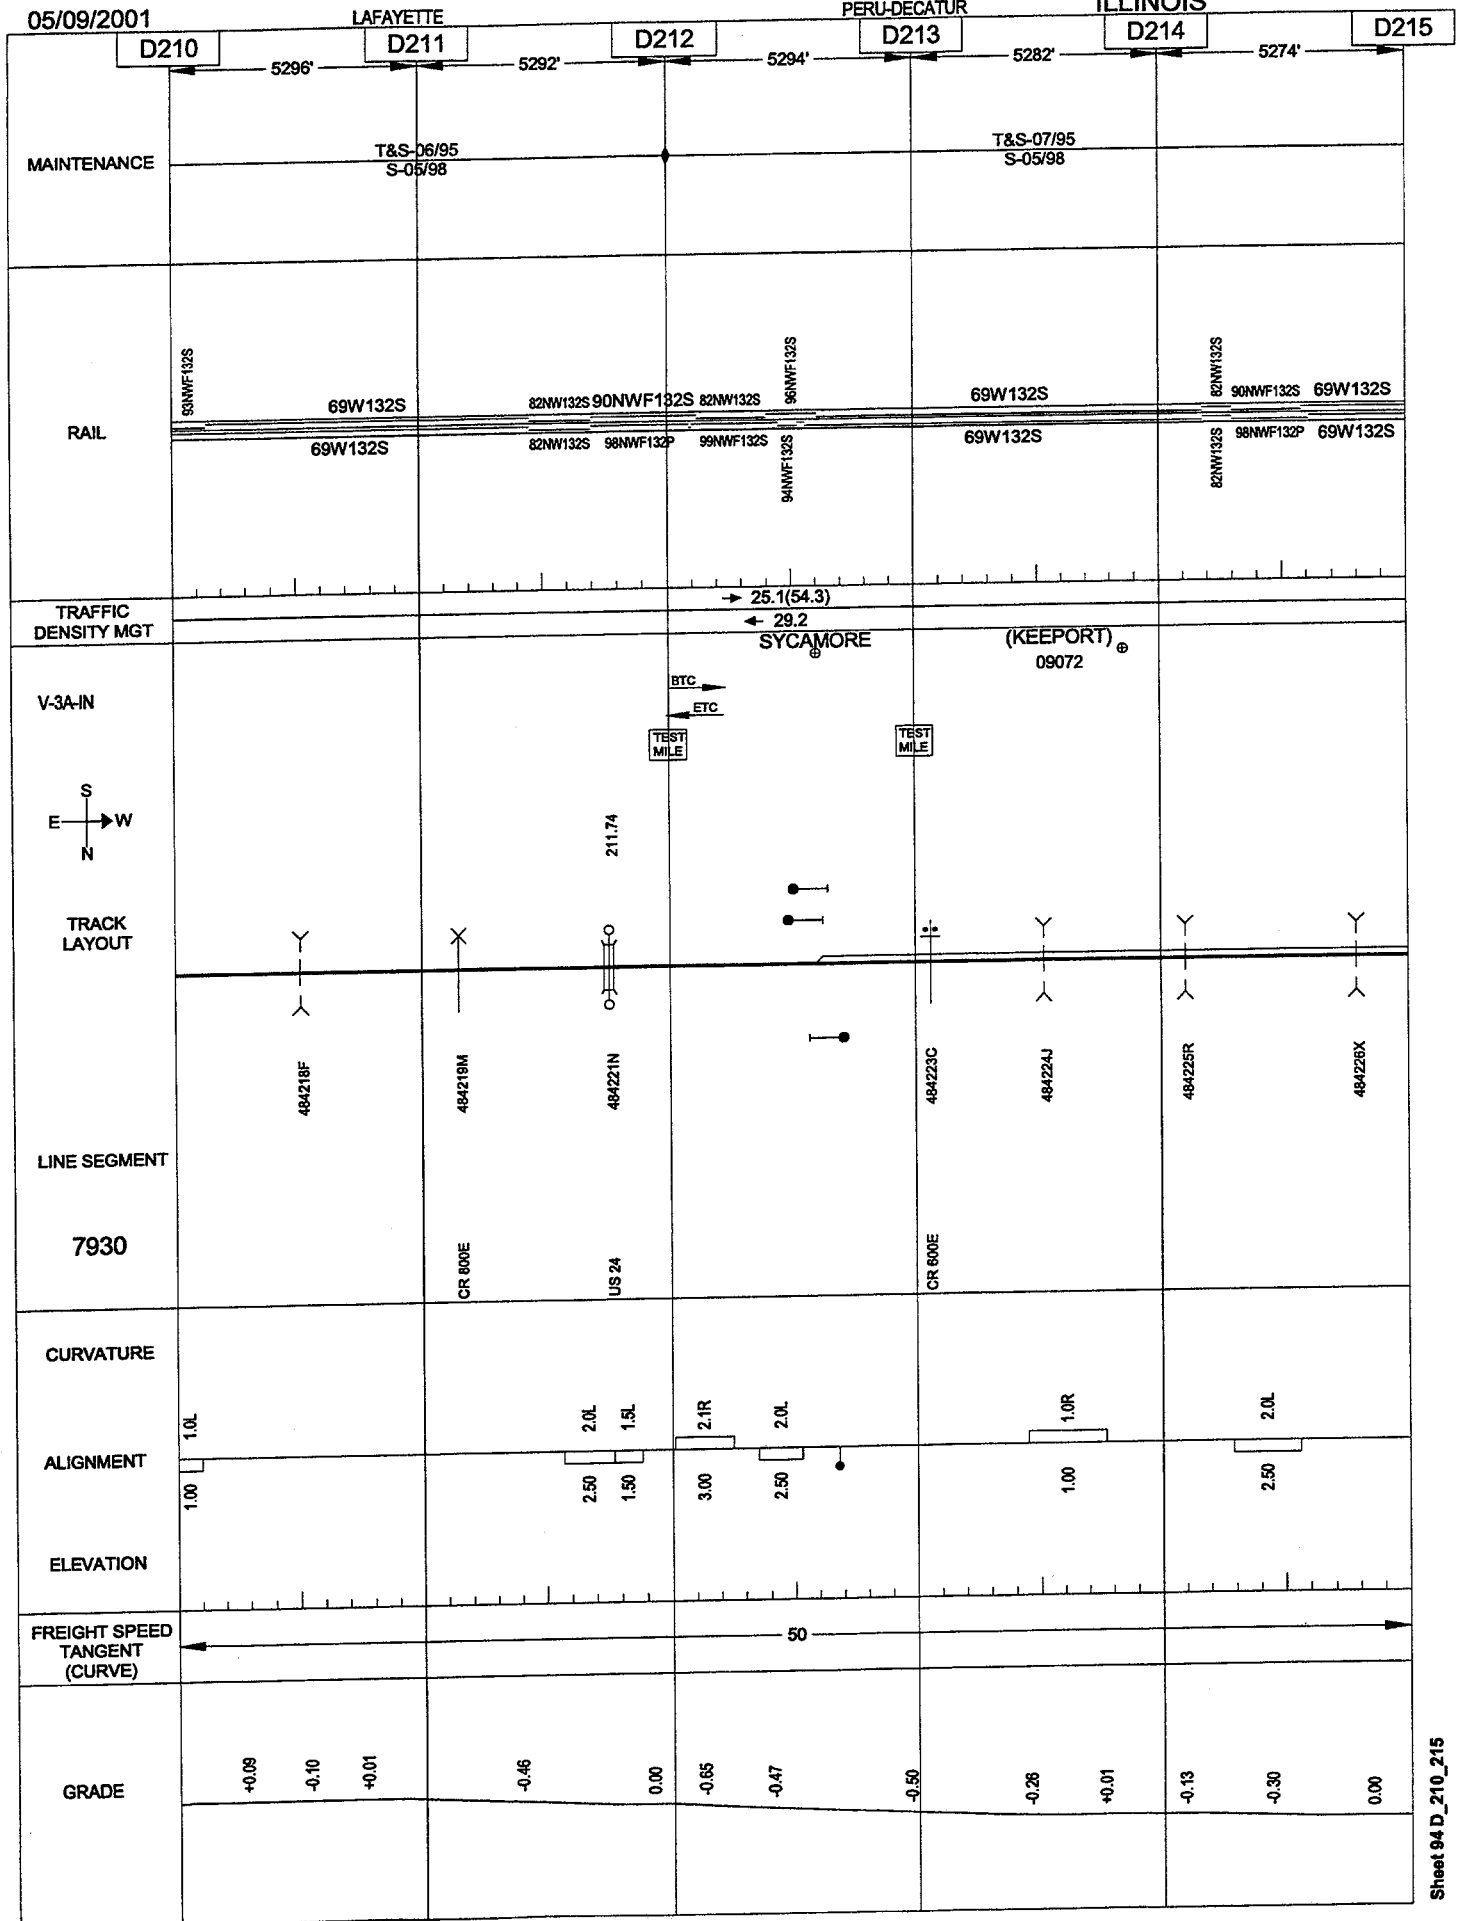 05/09/2001
LAFAYETTE
PERU-DECATUR
ILLINOIS
D210
D211
D212
D213
D214
D215
5296'
5292'
5294'
5282'
5274'
MAINTENANCE
T&S-06/95
S-05/98
T&S-07/95
S-05/98
RAIL
93NWF132S
69W132S
82NW132S
90NWF132S
82NW132S
96NWF132S
69W132S
82NW132S
90NWF132S
69W132S
69W132S
82NW132S
98NWF132P
99NWF132S
94NWF132S
69W132S
82NW132S
98NWF132P
69W132S
TRAFFIC
DENSITY MGT
25.1(54.3)
29.2
SYCAMORE
(KEEPORT)
09072
V-3A-IN
BTC
ETC
TEST
MILE
TEST
MILE
S
E
W
N
211.74
TRACK
LAYOUT
484218F
484219M
484221N
484223C
484224J
484225R
484226X
LINE SEGMENT
7930
CR 800E
US 24
CR 600E
CURVATURE
1.0L
2.0L
1.5L
2.1R
2.0L
1.0R
2.0L
ALIGNMENT
1.00
2.50
1.50
3.00
2.50
1.00
2.50
ELEVATION
FREIGHT SPEED
TANGENT
(CURVE)
50
GRADE
+0.09
-0.10
+0.01
-0.46
0.00
-0.65
-0.47
-0.50
-0.26
+0.01
-0.13
-0.30
0.00
Sheet 94 D_210_215